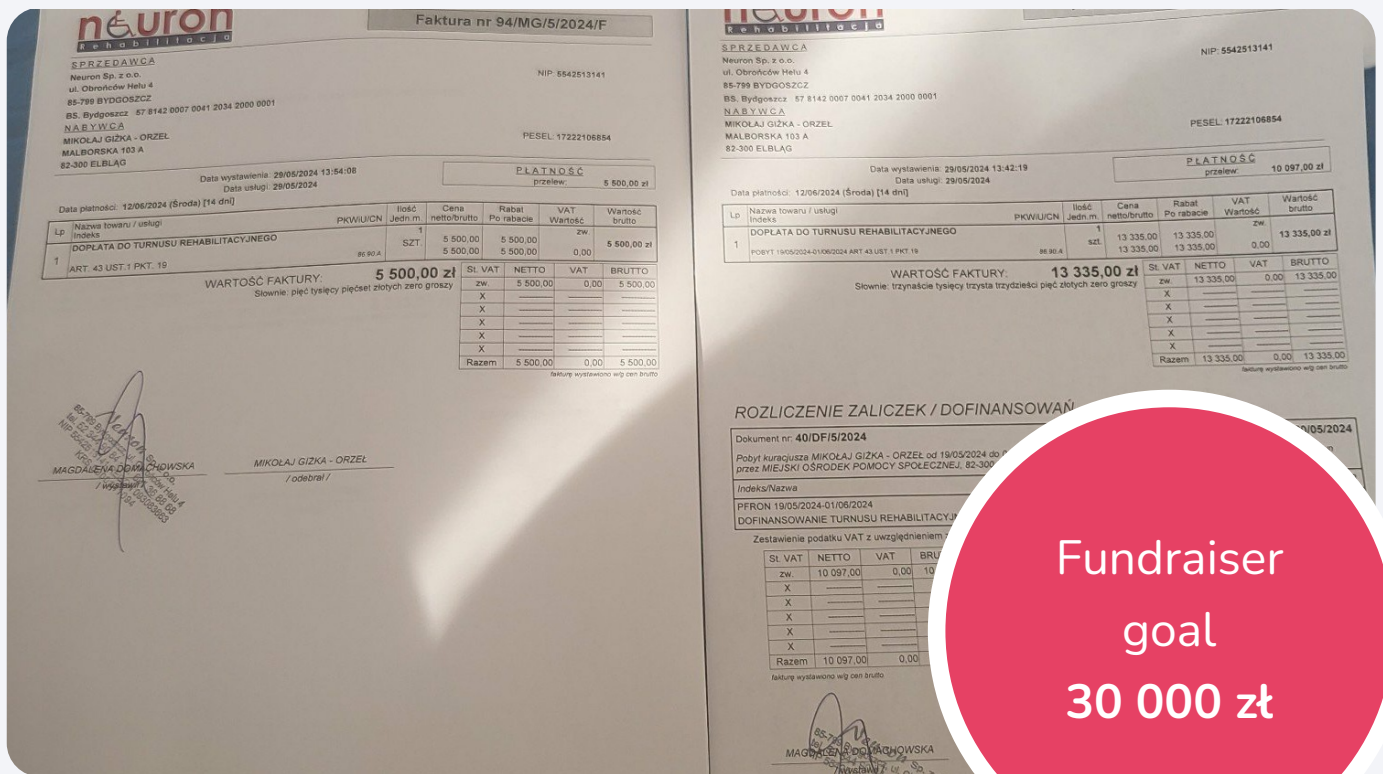 neuron
Rehabilitacja
Faktura nr 94/MG/5/2024/F
SPRZEDAWCA
Neuron Sp. z o.o.
ul. Obrońców Helu 4
85-799 BYDGOSZCZ
BS. Bydgoszcz 57 8142 0007 0041 2034 2000 0001
NIP: 5542513141
NABYWCA
MIKOŁAJ GIŻKA - ORZEŁ
MALBORSKA 103 A
82-300 ELBLĄG
PESEL: 17222106854
Data wystawienia: 29/05/2024 13:54:08
Data usługi: 29/05/2024
PŁATNOŚĆ
przelew: 5 500,00 zł
Data płatności: 12/06/2024 (Środa) [14 dni]
Lp Nazwa towaru / usługi Indeks PKWiU/CN Ilość Jedn.m. Cena netto/brutto Rabat Po rabacie VAT Wartość Wartość brutto
1 DOPŁATA DO TURNUSU REHABILITACYJNEGO 1 5 500,00 5 500,00 zw. 5 500,00 zł
ART. 43 UST.1 PKT. 19 86.90.A SZT. 5 500,00 5 500,00 0,00
WARTOŚĆ FAKTURY: 5 500,00 zł
Słownie: pięć tysięcy pięćset złotych zero groszy
St. VAT NETTO VAT BRUTTO
zw. 5 500,00 0,00 5 500,00
X
X
X
X
X
Razem 5 500,00 0,00 5 500,00
fakturę wystawiono w/g cen brutto
MAGDALENA DOMACHOWSKA
/ wystawił /
MIKOŁAJ GIŻKA - ORZEŁ
/ odebrał /
neuron
Rehabilitacja
SPRZEDAWCA
Neuron Sp. z o.o.
ul. Obrońców Helu 4
85-799 BYDGOSZCZ
BS. Bydgoszcz 57 8142 0007 0041 2034 2000 0001
NIP: 5542513141
NABYWCA
MIKOŁAJ GIŻKA - ORZEŁ
MALBORSKA 103 A
82-300 ELBLĄG
PESEL: 17222106854
Data wystawienia: 29/05/2024 13:42:19
Data usługi: 29/05/2024
PŁATNOŚĆ
przelew: 10 097,00 zł
Data płatności: 12/06/2024 (Środa) [14 dni]
Lp Nazwa towaru / usługi Indeks PKWiU/CN Ilość Jedn.m. Cena netto/brutto Rabat Po rabacie VAT Wartość Wartość brutto
1 DOPŁATA DO TURNUSU REHABILITACYJNEGO 1 13 335,00 13 335,00 zw. 13 335,00 zł
POBYT 19/05/2024-01/06/2024 ART 43 UST.1 PKT. 19 86.90.A szt. 13 335,00 13 335,00 0,00
WARTOŚĆ FAKTURY: 13 335,00 zł
Słownie: trzynaście tysięcy trzysta trzydzieści pięć złotych zero groszy
St. VAT NETTO VAT BRUTTO
zw. 13 335,00 0,00 13 335,00
X
X
X
X
X
Razem 13 335,00 0,00 13 335,00
fakturę wystawiono w/g cen brutto
ROZLICZENIE ZALICZEK / DOFINANSOWAŃ
Dokument nr: 40/DF/5/2024
Pobyt kuracjusza MIKOŁAJ GIŻKA - ORZEŁ od 19/05/2024 do
przez MIEJSKI OŚRODEK POMOCY SPOŁECZNEJ, 82-300
Indeks/Nazwa
PFRON 19/05/2024-01/06/2024
DOFINANSOWANIE TURNUSU
Zestawienie podatku VAT z uwzględnieniem
St. VAT NETTO VAT
zw. 10 097,00 0,00
X
X
X
X
X
Razem 10 097,00 0,00
fakturę wystawiono w/g cen brutto
MAGDALENA DOMACHOWSKA
Fundraiser
goal
30 000 zł